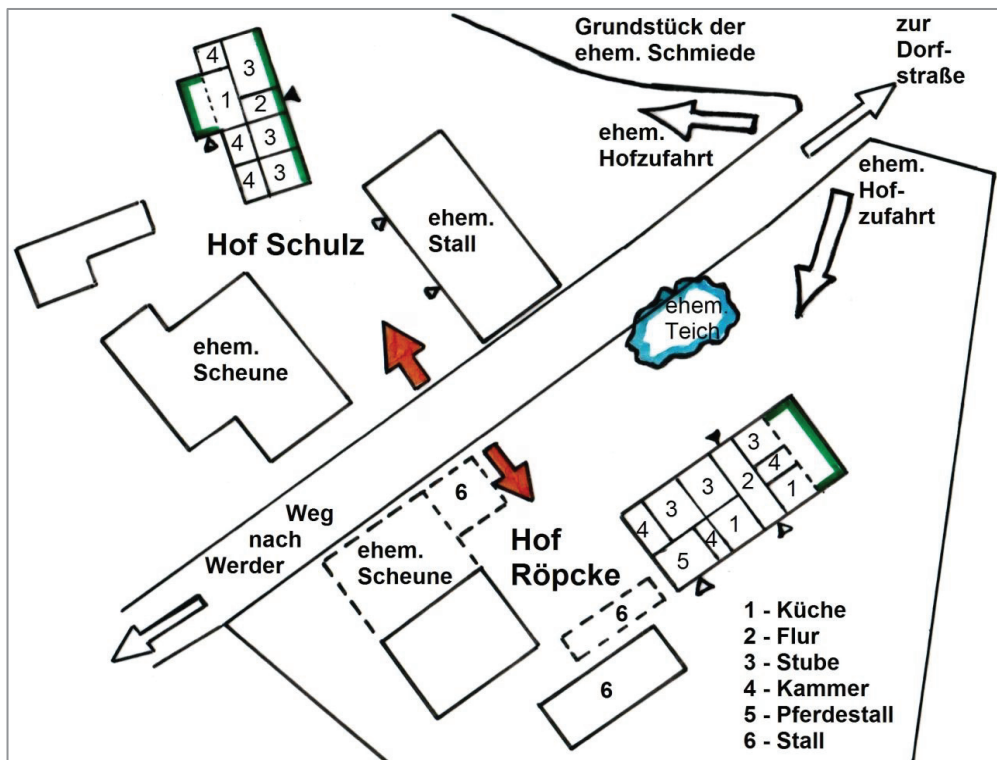 Grundstück der
ehem. Schmiede
zur
Dorf-
straße
ehem.
Hofzufahrt
ehem.
Hof-
zufahrt
4
3
1
2
4
3
4
3
Hof Schulz
ehem.
Stall
ehem.
Scheune
ehem.
Teich
Weg
nach
Werder
6
ehem.
Scheune
Hof
Röpcke
3
4
2
1
3
3
1
4
4
5
6
6
1 - Küche
2 - Flur
3 - Stube
4 - Kammer
5 - Pferdestall
6 - Stall